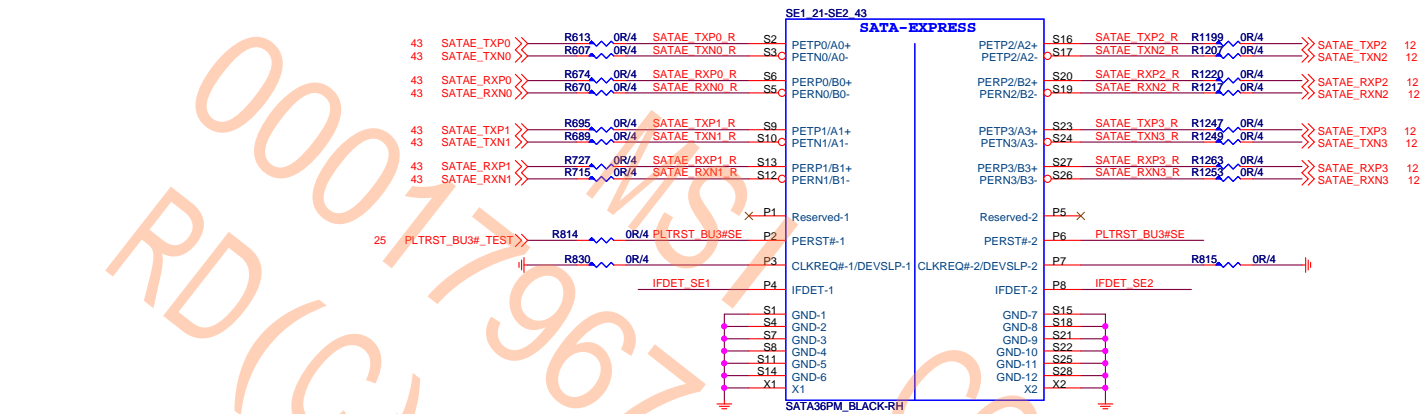 SE1_21-SE2_43
SATA-EXPRESS
43 SATAE_TXP0 R613 0R/4 SATAE_TXP0_R S2 PETP0/A0+ PETP2/A2+ S16 SATAE_TXP2_R R1199 0R/4 SATAE_TXP2 12
43 SATAE_TXN0 R607 0R/4 SATAE_TXN0_R S3 PETN0/A0- PETP2/A2- S17 SATAE_TXN2_R R1207 0R/4 SATAE_TXN2 12
43 SATAE_RXP0 R674 0R/4 SATAE_RXP0_R S6 PERP0/B0+ PERP2/B2+ S20 SATAE_RXP2_R R1220 0R/4 SATAE_RXP2 12
43 SATAE_RXN0 R670 0R/4 SATAE_RXN0_R S5 PERN0/B0- PERN2/B2- S19 SATAE_RXN2_R R1217 0R/4 SATAE_RXN2 12
43 SATAE_TXP1 R695 0R/4 SATAE_TXP1_R S9 PETP1/A1+ PETP3/A3+ S23 SATAE_TXP3_R R1247 0R/4 SATAE_TXP3 12
43 SATAE_TXN1 R689 0R/4 SATAE_TXN1_R S10 PETN1/A1- PETN3/A3- S24 SATAE_TXN3_R R1249 0R/4 SATAE_TXN3 12
43 SATAE_RXP1 R727 0R/4 SATAE_RXP1_R S13 PERP1/B1+ PERP3/B3+ S27 SATAE_RXP3_R R1263 0R/4 SATAE_RXP3 12
43 SATAE_RXN1 R715 0R/4 SATAE_RXN1_R S12 PERN1/B1- PERN3/B3- S26 SATAE_RXN3_R R1253 0R/4 SATAE_RXN3 12
P1 Reserved-1 Reserved-2 P5
25 PLTRST_BU3#_TEST R814 0R/4 PLTRST_BU3#SE P2 PERST#-1 PERST#-2 P6 PLTRST_BU3#SE
R830 0R/4 P3 CLKREQ#-1/DEVSLP-1 CLKREQ#-2/DEVSLP-2 P7 R815 0R/4
IFDET_SE1 P4 IFDET-1 IFDET-2 P8 IFDET_SE2
S1 GND-1 GND-7 S15
S4 GND-2 GND-8 S18
S7 GND-3 GND-9 S21
S8 GND-4 GND-10 S22
S11 GND-5 GND-11 S25
S14 GND-6 GND-12 S28
X1 X1 X2 X2
SATA36PM_BLACK-RH
MSI
00017967
RD(C)